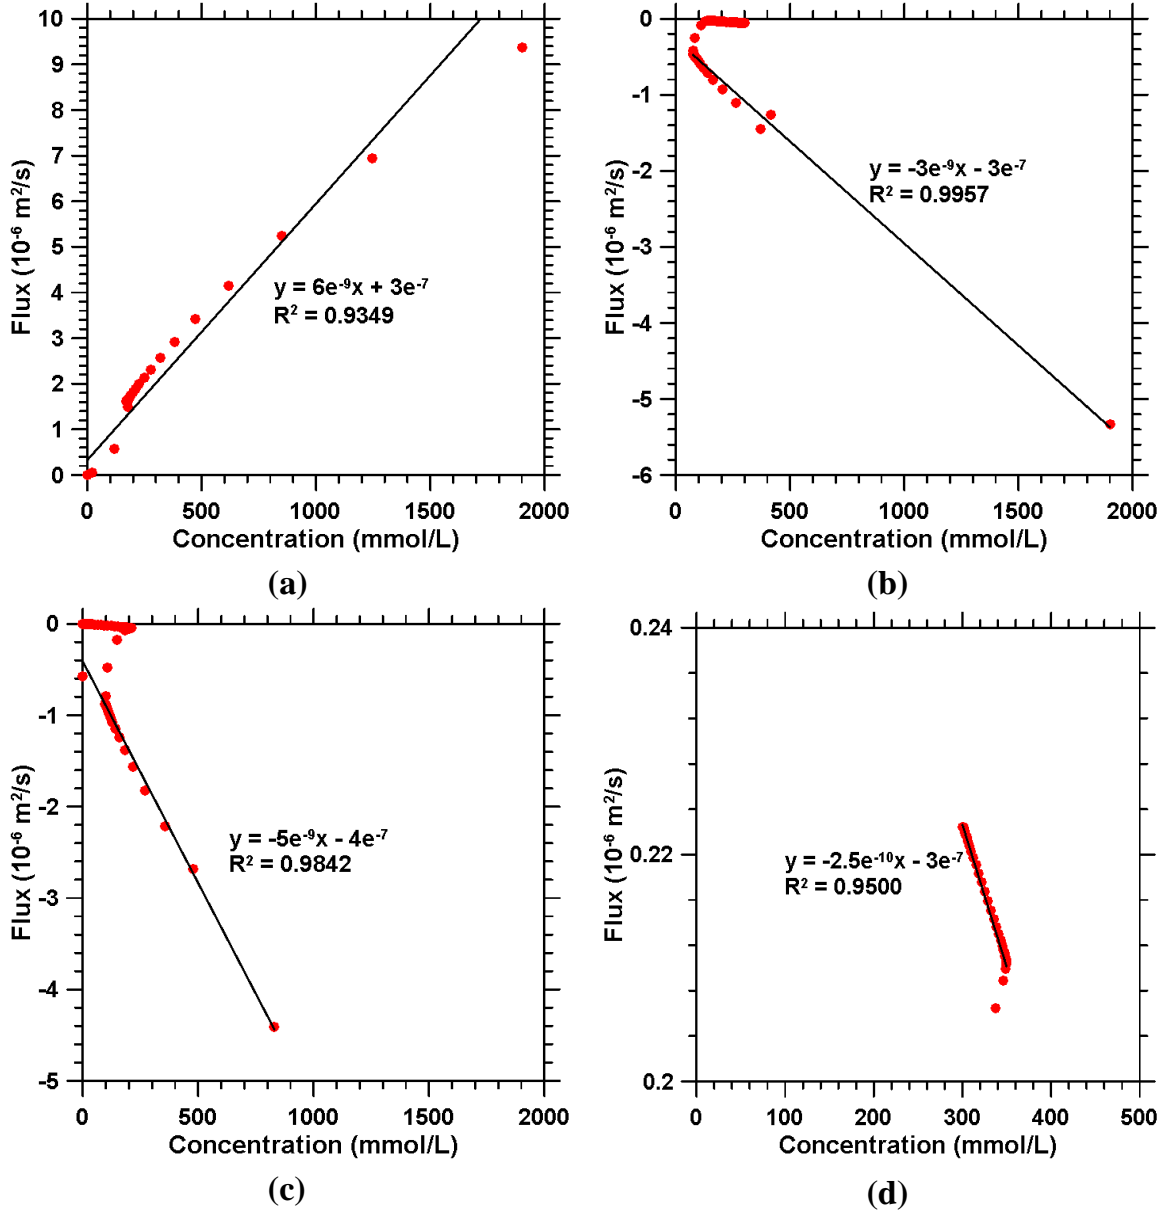 10
9
8
7
6
5
4
3
2
1
0
Flux (10⁻⁶ m²/s)
y = 6e⁻⁹x + 3e⁻⁷
R² = 0.9349
0 500 1000 1500 2000
Concentration (mmol/L)
(a)
0
-1
-2
-3
-4
-5
-6
Flux (10⁻⁶ m²/s)
y = -3e⁻⁹x - 3e⁻⁷
R² = 0.9957
0 500 1000 1500 2000
Concentration (mmol/L)
(b)
0
-1
-2
-3
-4
-5
Flux (10⁻⁶ m²/s)
y = -5e⁻⁹x - 4e⁻⁷
R² = 0.9842
0 500 1000 1500 2000
Concentration (mmol/L)
(c)
0.24
0.22
0.2
Flux (10⁻⁶ m²/s)
y = -2.5e⁻¹⁰x - 3e⁻⁷
R² = 0.9500
0 100 200 300 400 500
Concentration (mmol/L)
(d)